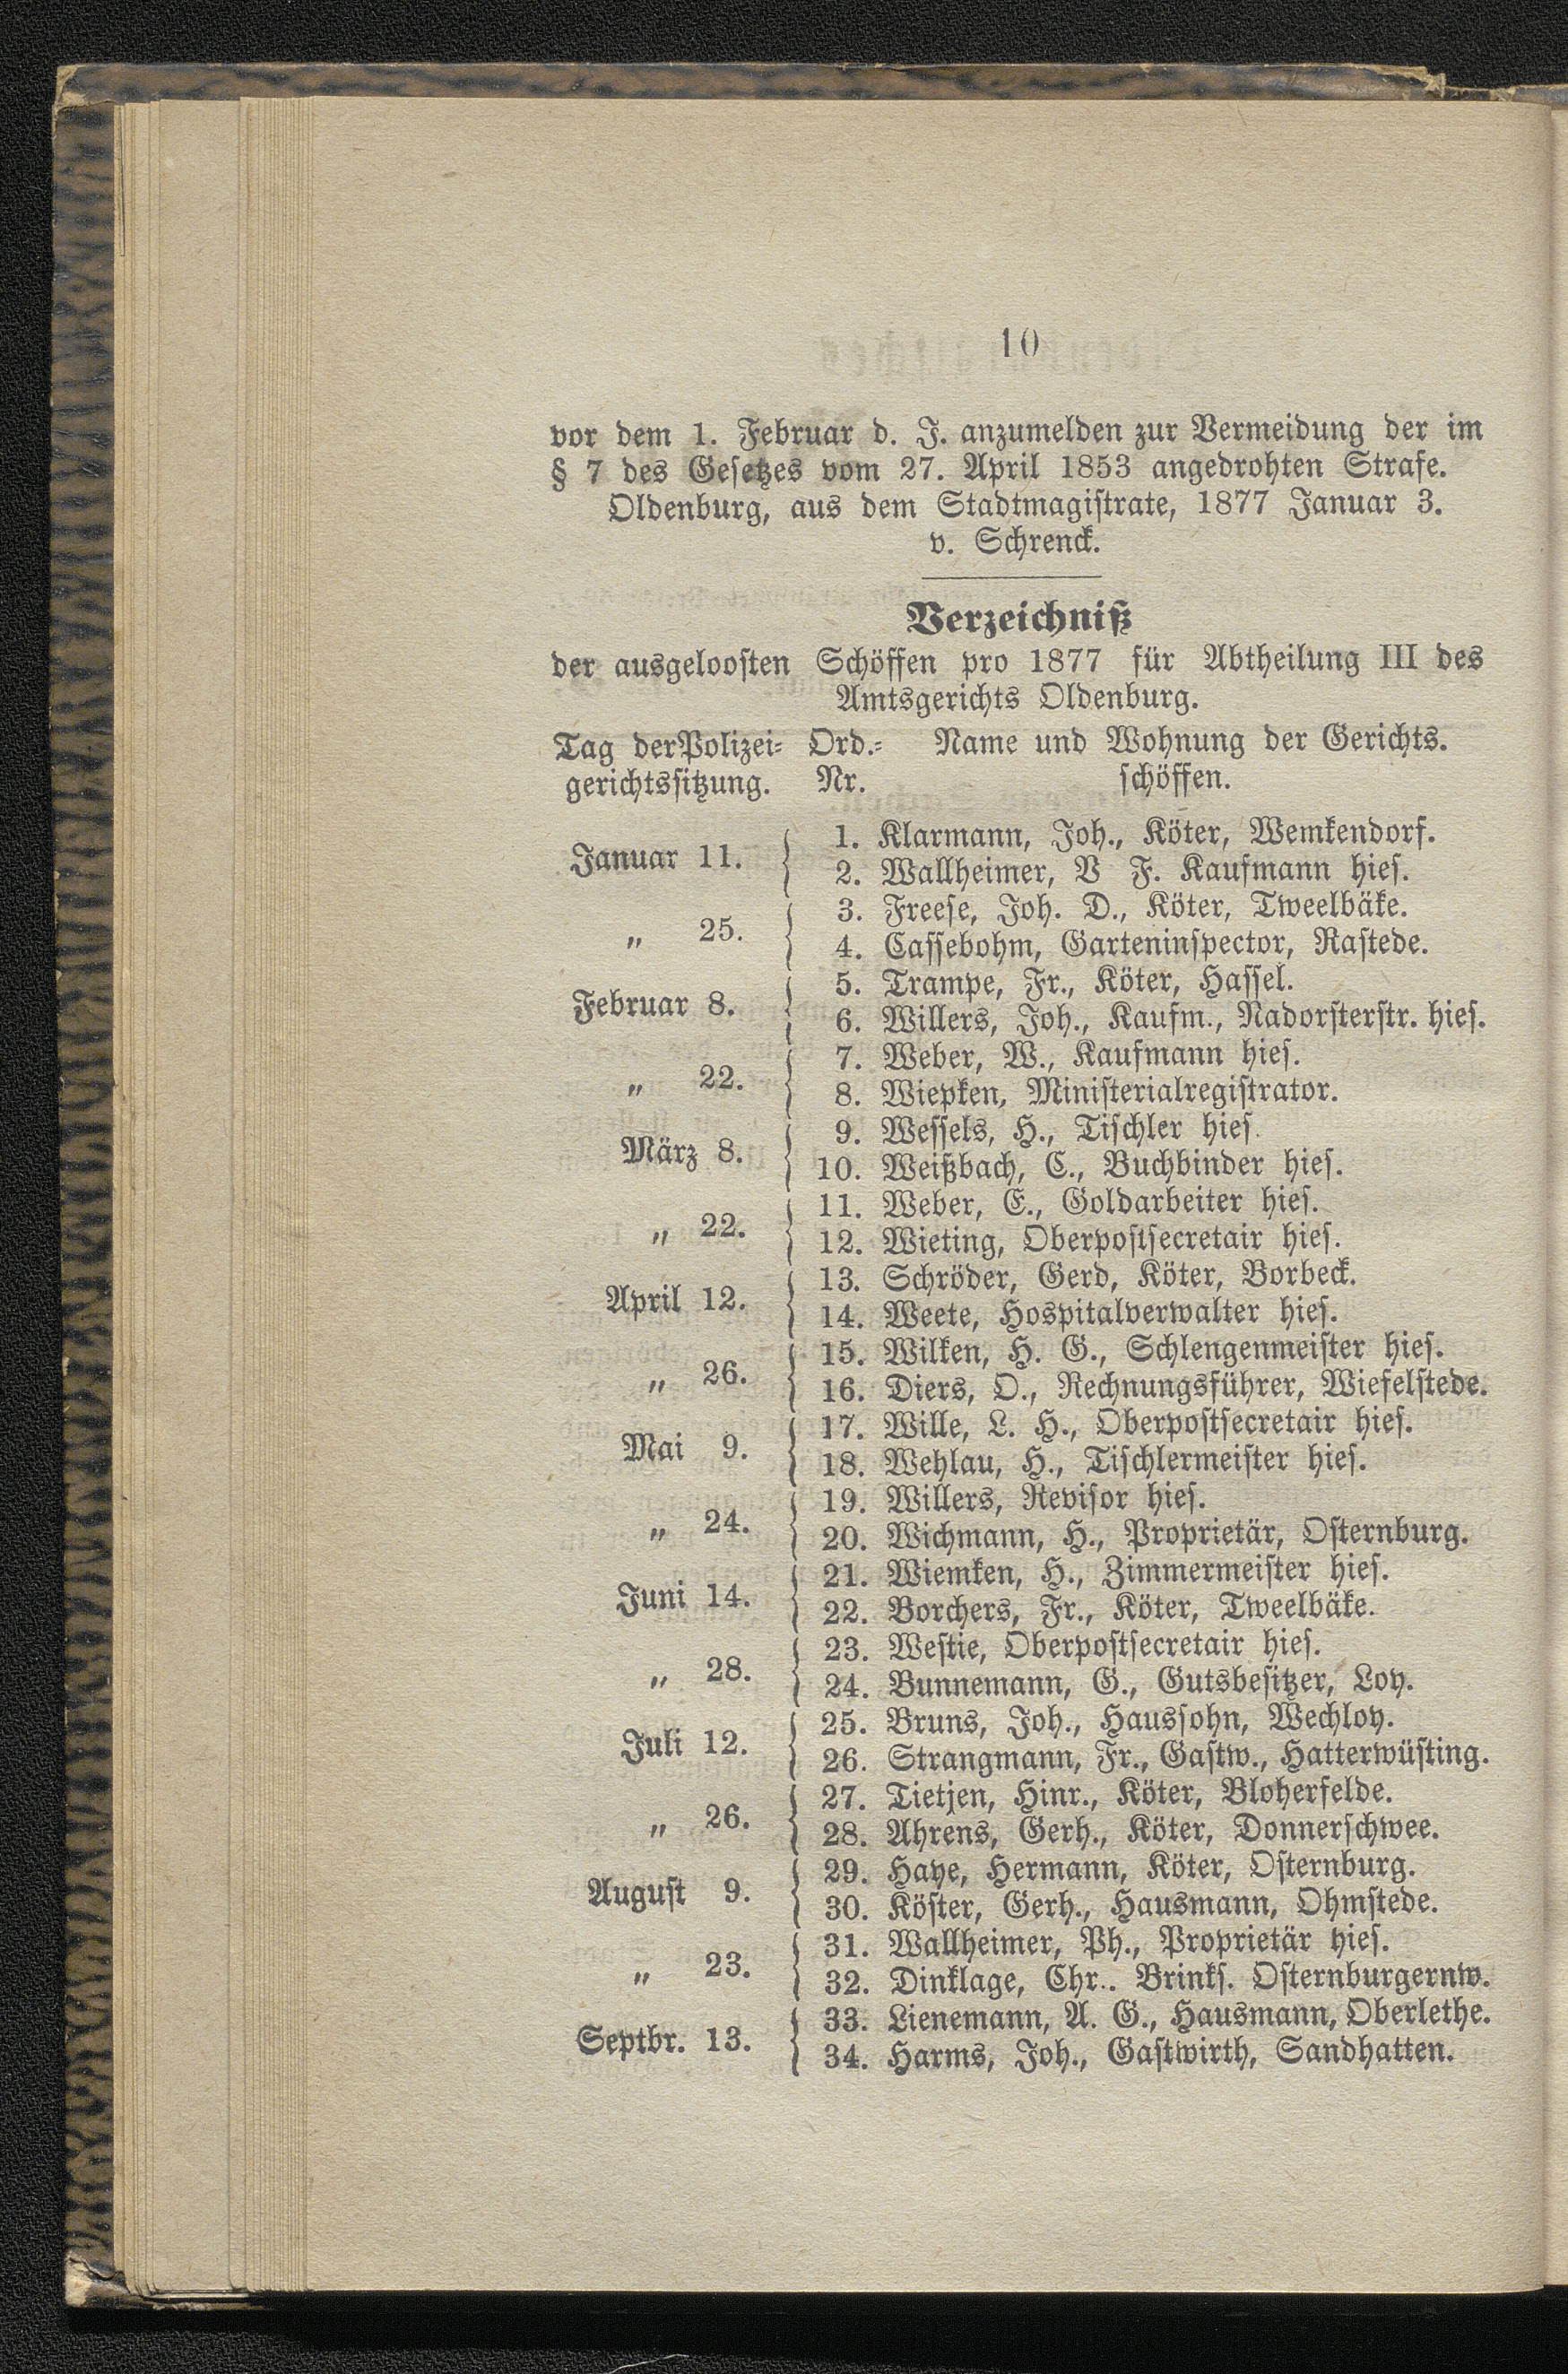 10
vor dem 1. Februar d. J. anzumelden zur Vermeidung der im
§ 7 des Gesetzes vom 27. April 1853 angedrohten Strafe.
Oldenburg, aus dem Stadtmagistrate, 1877 Januar 3.
v. Schrenck.
Verzeichniß
der ausgeloosten Schöffen pro 1877 für Abtheilung III des
Amtsgerichts Oldenburg.
Tag der Polizei= Ord.= Name und Wohnung der Gerichts.
gerichtssitzung. Nr. schöffen.
Januar 11. { 1. Klarmann, Joh., Köter, Wemkendorf.
2. Wallheimer, V F. Kaufmann hies.
„ 25. { 3. Freese, Joh. D., Köter, Tweelbäke.
4. Cassebohm, Garteninspector, Rastede.
Februar 8. { 5. Trampe, Fr., Köter, Hassel.
6. Willers, Joh., Kaufm., Nadorsterstr. hies.
„ 22. { 7. Weber, W., Kaufmann hies.
8. Wiepken, Ministerialregistrator.
März 8. { 9. Wessels, H., Tischler hies.
10. Weißbach, C., Buchbinder hies.
„ 22. { 11. Weber, E., Goldarbeiter hies.
12. Wieting, Oberpostsecretair hies.
April 12. { 13. Schröder, Gerd, Köter, Borbeck.
14. Weete, Hospitalverwalter hies.
„ 26. { 15. Wilken, H. G., Schlengenmeister hies.
16. Diers, O., Rechnungsführer, Wiefelstede.
Mai 9. { 17. Wille, L. H., Oberpostsecretair hies.
18. Wehlau, H., Tischlermeister hies.
„ 24. { 19. Willers, Revisor hies.
20. Wichmann, H., Proprietär, Osternburg.
Juni 14. { 21. Wiemken, H., Zimmermeister hies.
22. Borchers, Fr., Köter, Tweelbäke.
„ 28. { 23. Westie, Oberpostsecretair hies.
24. Bunnemann, G., Gutsbesitzer, Loy.
Juli 12. { 25. Bruns, Joh., Haussohn, Wechloy.
26. Strangmann, Fr., Gastw., Hatterwüsting.
„ 26. { 27. Tietjen, Hinr., Köter, Bloherfelde.
28. Ahrens, Gerh., Köter, Donnerschwee.
August 9. { 29. Haye, Hermann, Köter, Osternburg.
30. Köster, Gerh., Hausmann, Ohmstede.
„ 23. { 31. Wallheimer, Ph., Proprietär hies.
32. Dinklage, Chr.. Brinks. Osternburgernw.
Septbr. 13. { 33. Lienemann, A. G., Hausmann, Oberlethe.
34. Harms, Joh., Gastwirth, Sandhatten.